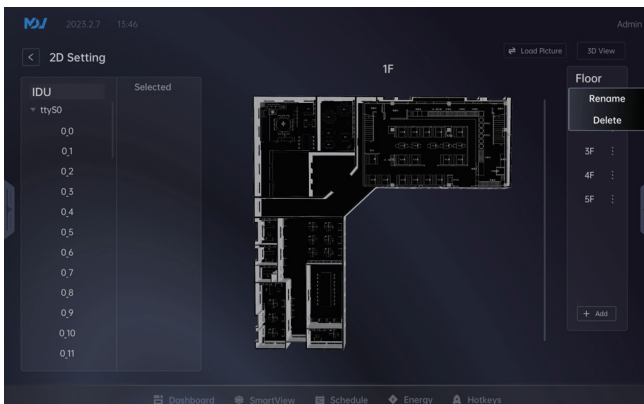 MDV 2023.2.7 13:46 Admin
2D Setting
Load Picture 3D View
1F
IDU
Selected
ttyS0
0_0
0_1
0_2
0_3
0_4
0_5
0_6
0_7
0_8
0_9
0_10
0_11
Floor
Rename
Delete
3F
4F
5F
+ Add
Dashboard SmartView Schedule Energy Hotkeys